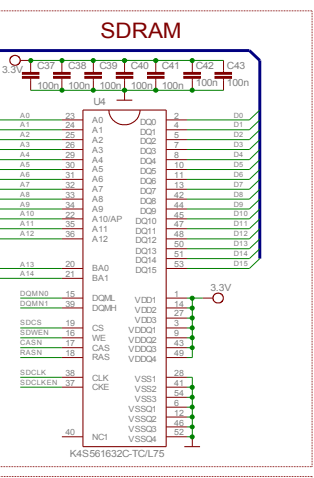 SDRAM
C37 C38 C39 C40 C41 C42 C43
3.3V
100n 100n 100n 100n 100n 100n 100n
U4
A0 23 A0 DQ0 2 D0
A1 24 A1 DQ1 4 D1
A2 25 A2 DQ2 5 D2
A3 26 A3 DQ3 7 D3
A4 29 A4 DQ4 8 D4
A5 30 A5 DQ5 10 D5
A6 31 A6 DQ6 11 D6
A7 32 A7 DQ7 13 D7
A8 33 A8 DQ8 42 D8
A9 34 A9 DQ9 44 D9
A10 22 A10/AP DQ10 45 D10
A11 35 A11 DQ11 47 D11
A12 36 A12 DQ12 48 D12
DQ13 50 D13
DQ14 51 D14
A13 20 BA0 DQ15 53 D15
A14 21 BA1
3.3V
DQMN0 15 DQML VDD1 1
DQMN1 39 DQMH VDD2 14
VDD3 27
SDCS 19 CS VDDQ1 3
SDWEN 16 WE VDDQ2 9
CASN 17 CAS VDDQ3 43
RASN 18 RAS VDDQ4 49
SDCLK 38 CLK VSS1 28
SDCLKEN 37 CKE VSS2 41
VSS3 54
VSSQ1 6
VSSQ2 12
VSSQ3 46
40 NC1 VSSQ4 52
K4S561632C-TC/L75